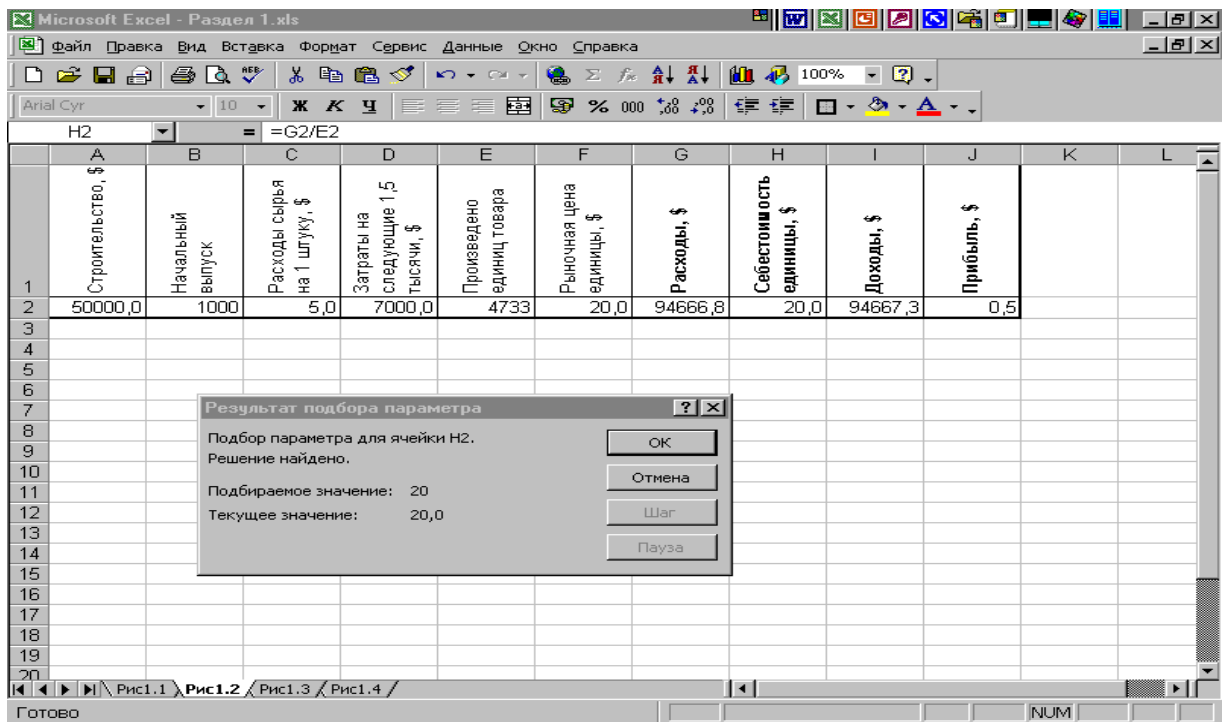 Microsoft Excel - Раздел 1.xls
Файл Правка Вид Вставка Формат Сервис Данные Окно Справка
100%
Arial Cyr 10 Ж К Ч % 000
H2 = =G2/E2
A B C D E F G H I J K L
1 Строительство, $ Начальный выпуск Расходы сырья на 1 штуку, $ Затраты на следующие 1,5 тысячи, $ Произведено единиц товара Рыночная цена единицы, $ Расходы, $ Себестоимость единицы, $ Доходы, $ Прибыль, $
2 50000,0 1000 5,0 7000,0 4733 20,0 94666,8 20,0 94667,3 0,5
3
4
5
6
7
8
9
10
11
12
13
14
15
16
17
18
19
20
Результат подбора параметра
Подбор параметра для ячейки H2.
Решение найдено.
Подбираемое значение: 20
Текущее значение: 20,0
ОК
Отмена
Шаг
Пауза
Рис1.1 Рис1.2 Рис1.3 Рис1.4
Готово NUM